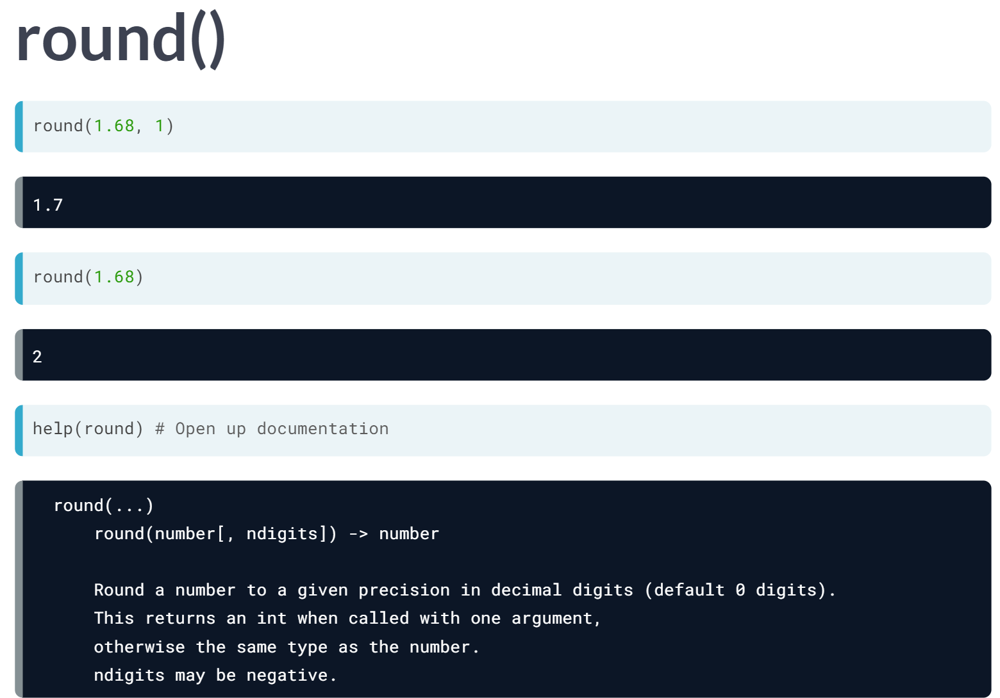 round()
round(1.68, 1)
1.7
round(1.68)
2
help(round) # Open up documentation
round(...)
round(number[, ndigits]) -> number
Round a number to a given precision in decimal digits (default 0 digits).
This returns an int when called with one argument,
otherwise the same type as the number.
ndigits may be negative.